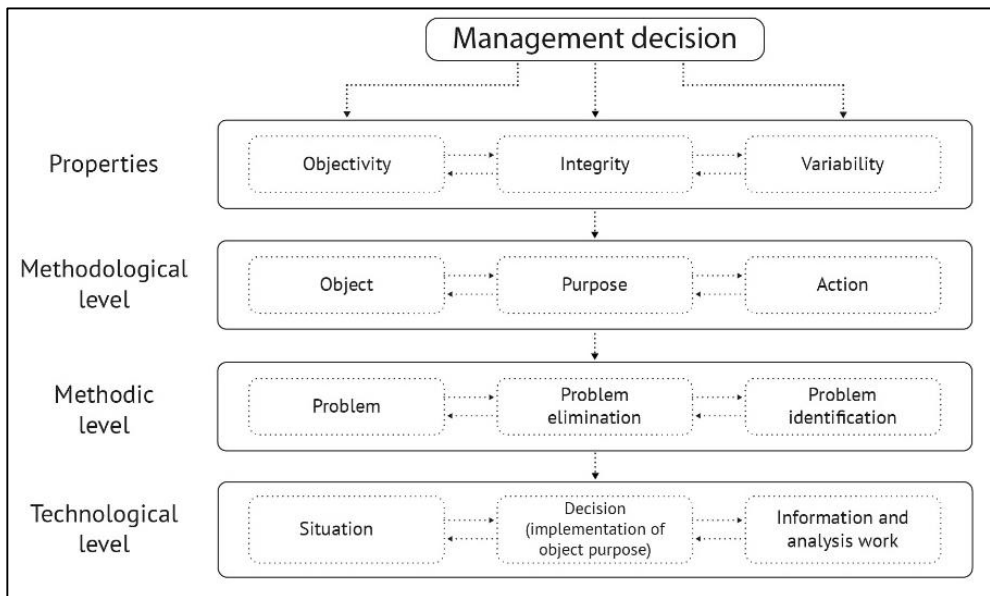 Management decision
Properties
Objectivity
Integrity
Variability
Methodological
level
Object
Purpose
Action
Methodic
level
Problem
Problem
elimination
Problem
identification
Technological
level
Situation
Decision
(implementation of
object purpose)
Information and
analysis work